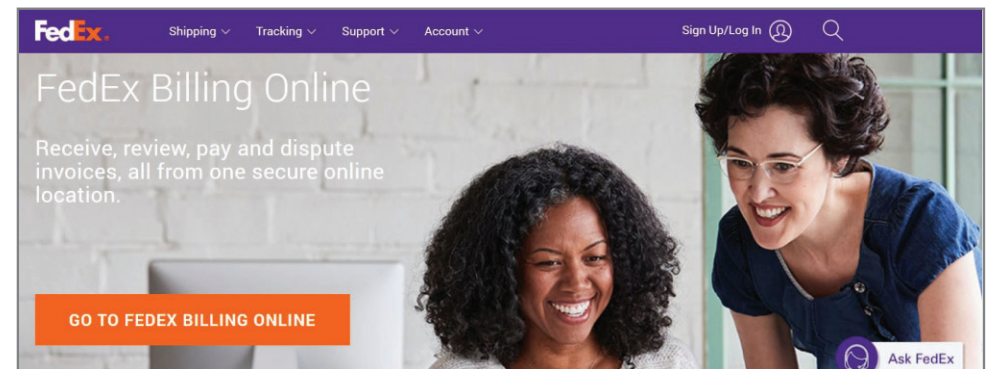 FedEx. Shipping Tracking Support Account Sign Up/Log In
FedEx Billing Online
Receive, review, pay and dispute
invoices, all from one secure online
location.
GO TO FEDEX BILLING ONLINE
Ask FedEx